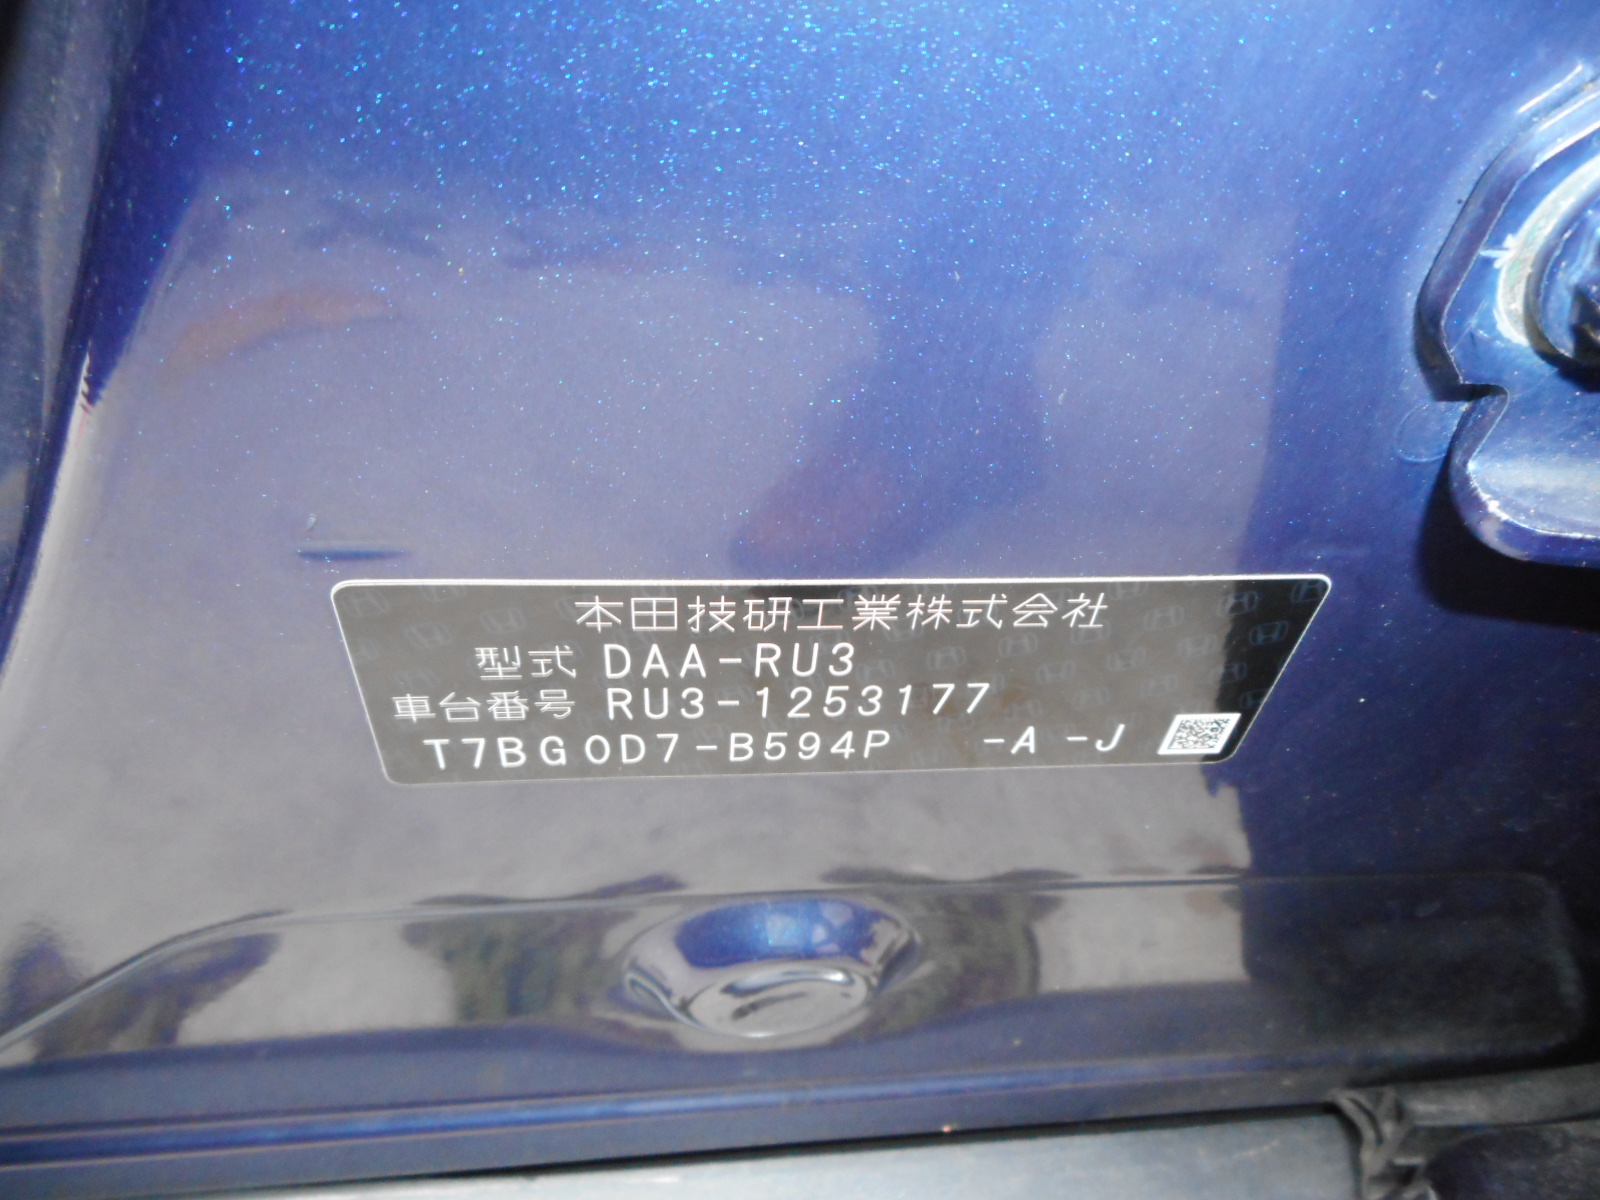 本田技研工業株式会社
型式 DAA-RU3
車台番号 RU3-1253177
T7BG0D7-B594P -A -J